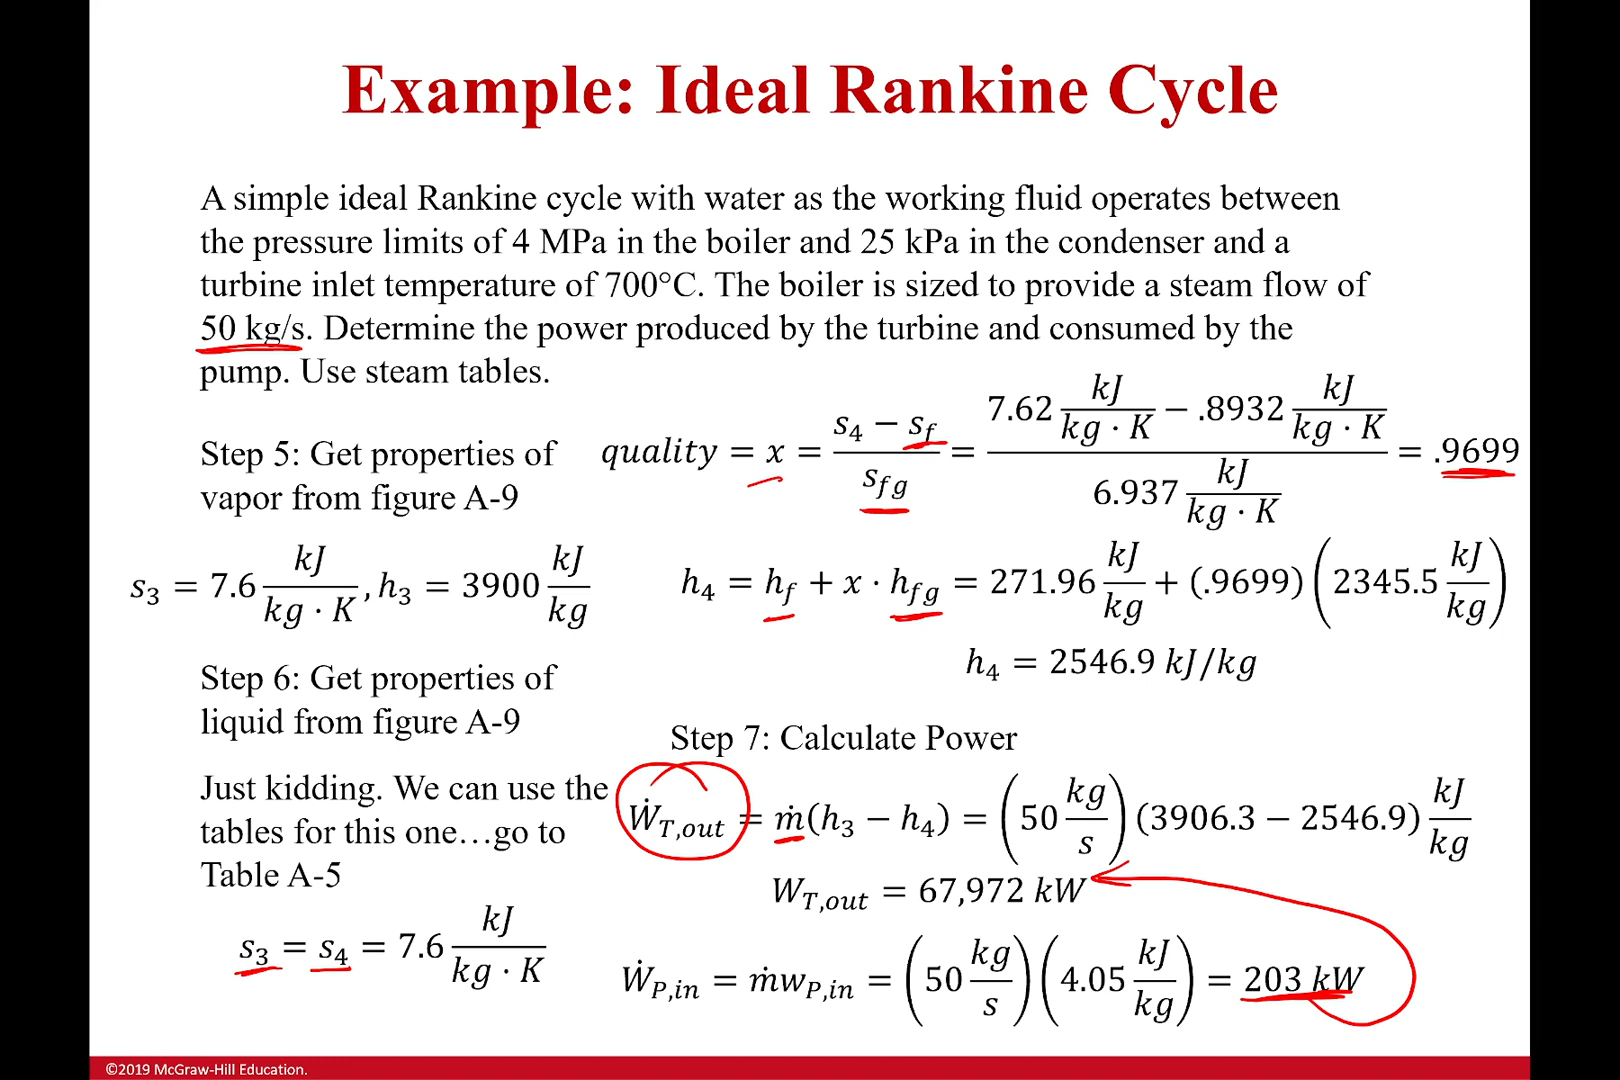 Example: Ideal Rankine Cycle
A simple ideal Rankine cycle with water as the working fluid operates between
the pressure limits of 4 MPa in the boiler and 25 kPa in the condenser and a
turbine inlet temperature of 700°C. The boiler is sized to provide a steam flow of
50 kg/s. Determine the power produced by the turbine and consumed by the
pump. Use steam tables.
Step 5: Get properties of
vapor from figure A-9
s₃ = 7.6 kJ/(kg · K), h₃ = 3900 kJ/kg
Step 6: Get properties of
liquid from figure A-9
Just kidding. We can use the
tables for this one…go to
Table A-5
s₃ = s₄ = 7.6 kJ/(kg · K)
quality = x = (s₄ − s_f)/s_fg = (7.62 kJ/(kg · K) − .8932 kJ/(kg · K))/(6.937 kJ/(kg · K)) = .9699
h₄ = h_f + x · h_fg = 271.96 kJ/kg + (.9699)(2345.5 kJ/kg)
h₄ = 2546.9 kJ/kg
Step 7: Calculate Power
Ẇ_T,out = ṁ(h₃ − h₄) = (50 kg/s)(3906.3 − 2546.9) kJ/kg
W_T,out = 67,972 kW
Ẇ_P,in = ṁw_P,in = (50 kg/s)(4.05 kJ/kg) = 203 kW
©2019 McGraw-Hill Education.